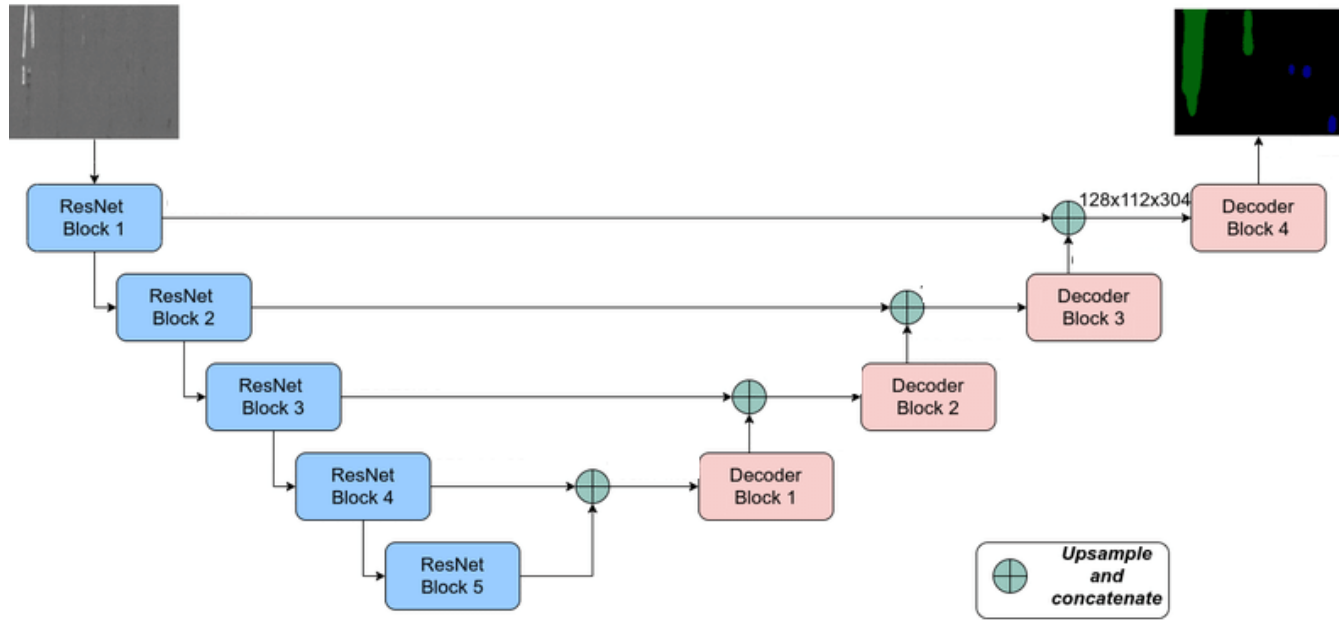 ResNet
Block 1
128x112x304
Decoder
Block 4
ResNet
Block 2
Decoder
Block 3
ResNet
Block 3
Decoder
Block 2
ResNet
Block 4
Decoder
Block 1
ResNet
Block 5
Upsample
and
concatenate